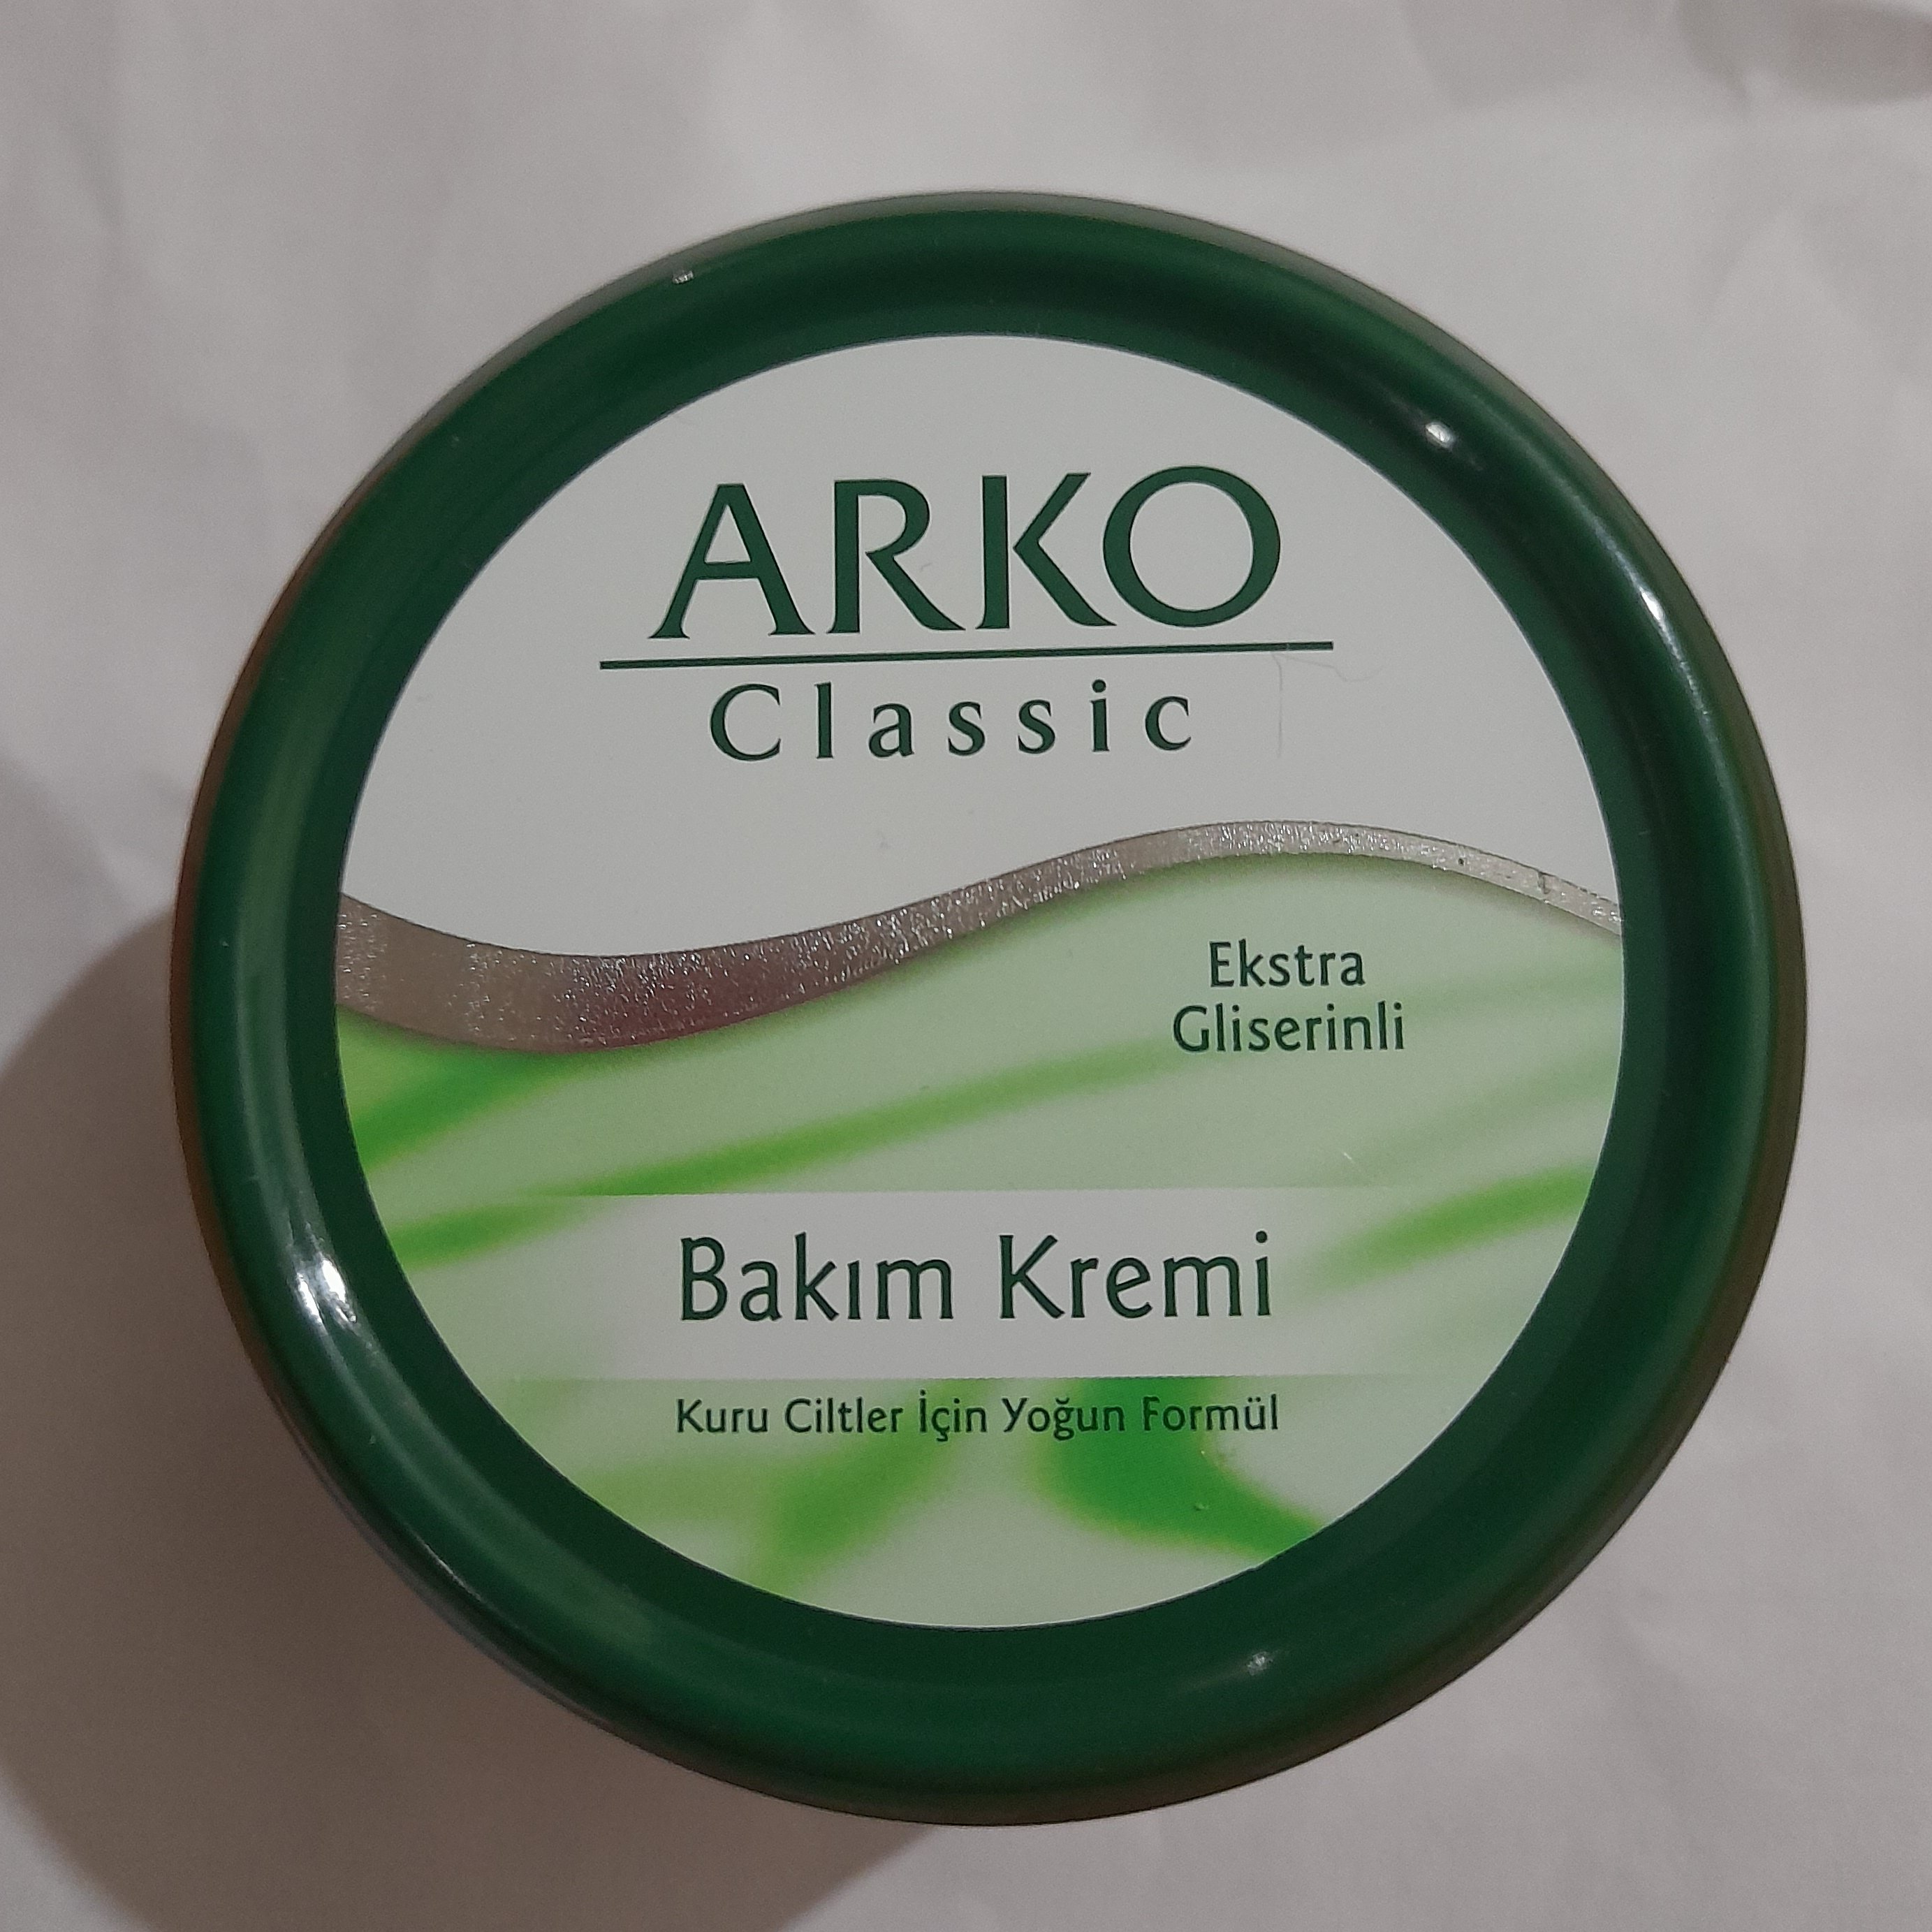 ARKO
Classic
Ekstra
Gliserinli
Bakım Kremi
Kuru Ciltler İçin Yoğun Formül